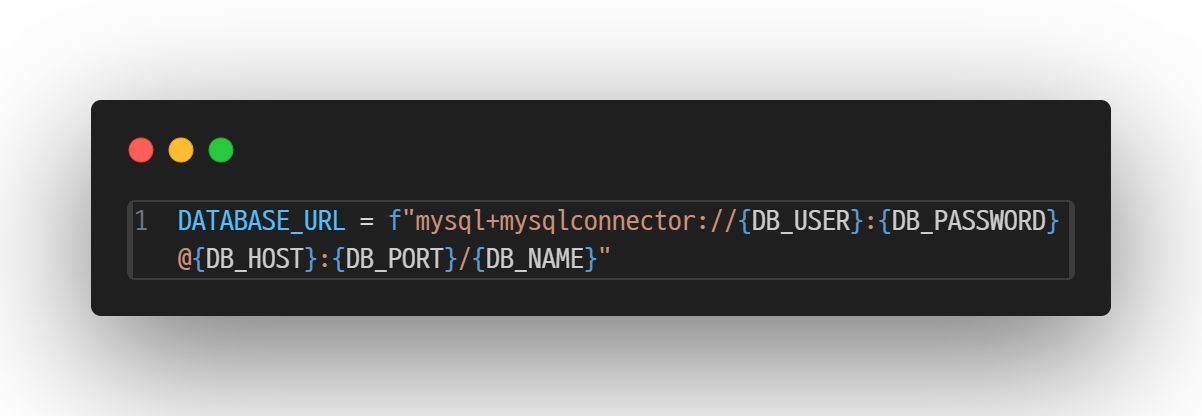 1 DATABASE_URL = f"mysql+mysqlconnector://{DB_USER}:{DB_PASSWORD}
@{DB_HOST}:{DB_PORT}/{DB_NAME}"